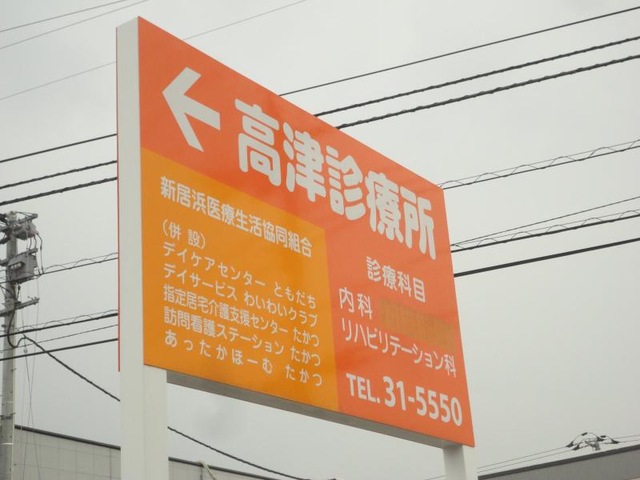 高津診療所
新居浜医療生活協同組合
(併 設)
デイケアセンター ともだち
デイサービス わいわいクラブ
指定居宅介護支援センター たかつ
訪問看護ステーション たかつ
あったかほーむ たかつ
診療科目
内科
リハビリテーション科
TEL.31-5550